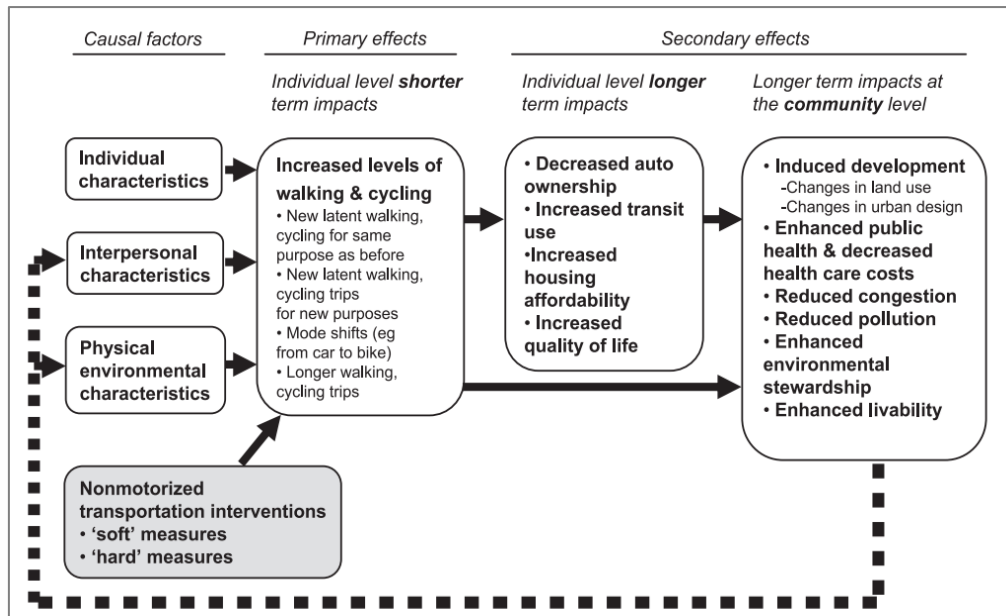 Causal factors
Primary effects
Secondary effects
Individual level shorter
term impacts
Individual level longer
term impacts
Longer term impacts at
the community level
Individual
characteristics
Interpersonal
characteristics
Physical
environmental
characteristics
Increased levels of
walking & cycling
• New latent walking,
cycling for same
purpose as before
• New latent walking,
cycling trips
for new purposes
• Mode shifts (eg
from car to bike)
• Longer walking,
cycling trips
• Decreased auto
ownership
• Increased transit
use
•Increased
housing
affordability
• Increased
quality of life
• Induced development
-Changes in land use
-Changes in urban design
• Enhanced public
health & decreased
health care costs
• Reduced congestion
• Reduced pollution
• Enhanced
environmental
stewardship
• Enhanced livability
Nonmotorized
transportation interventions
• ‘soft’ measures
• ‘hard’ measures